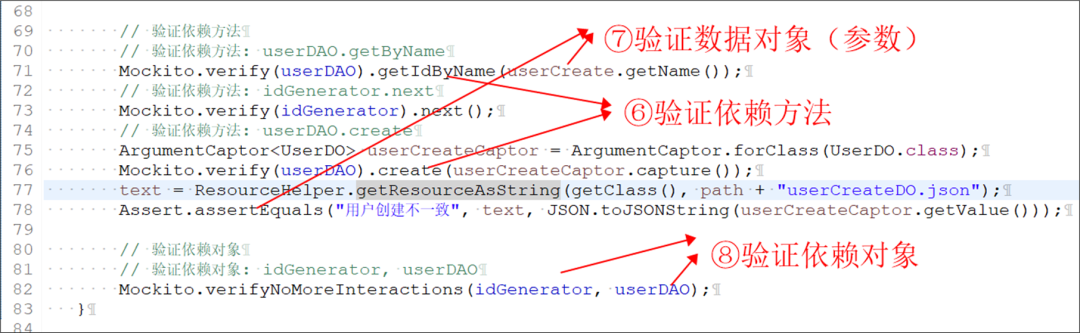 68
69 // 验证依赖方法
70 // 验证依赖方法: userDAO.getByName
71 Mockito.verify(userDAO).getIdByName(userCreate.getName());
72 // 验证依赖方法: idGenerator.next
73 Mockito.verify(idGenerator).next();
74 // 验证依赖方法: userDAO.create
75 ArgumentCaptor<UserDO> userCreateCaptor = ArgumentCaptor.forClass(UserDO.class);
76 Mockito.verify(userDAO).create(userCreateCaptor.capture());
77 text = ResourceHelper.getResourceAsString(getClass(), path + "userCreateDO.json");
78 Assert.assertEquals("用户创建不一致", text, JSON.toJSONString(userCreateCaptor.getValue()));
79
80 // 验证依赖对象
81 // 验证依赖对象: idGenerator, userDAO
82 Mockito.verifyNoMoreInteractions(idGenerator, userDAO);
83 }
84
⑦验证数据对象（参数）
⑥验证依赖方法
⑧验证依赖对象